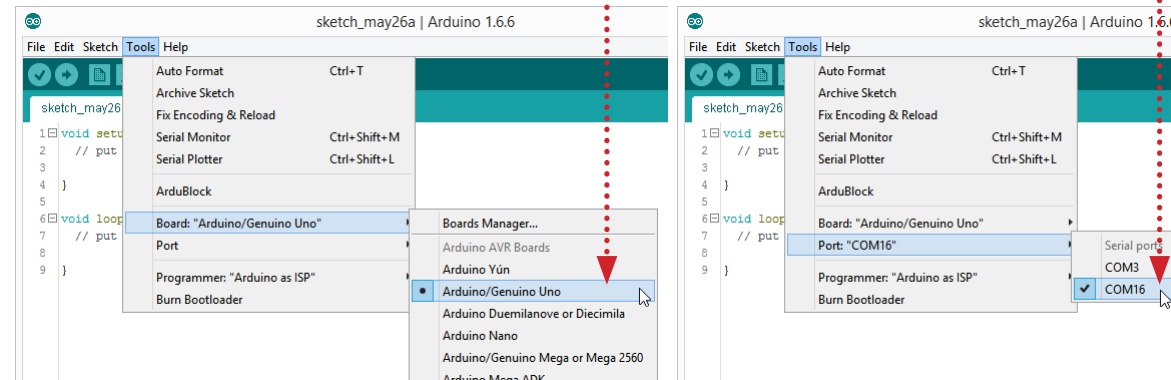 sketch_may26a | Arduino 1.6.6
File Edit Sketch Tools Help
Auto Format Ctrl+T
Archive Sketch
sketch_may26
Fix Encoding & Reload
1 void setu
Serial Monitor Ctrl+Shift+M
2 // put
Serial Plotter Ctrl+Shift+L
3
4 }
ArduBlock
5
6 void loop
Board: "Arduino/Genuino Uno"
7 // put
Port
8
9 }
Programmer: "Arduino as ISP"
Burn Bootloader
Boards Manager...
Arduino AVR Boards
Arduino Yún
Arduino/Genuino Uno
Arduino Duemilanove or Diecimila
Arduino Nano
Arduino/Genuino Mega or Mega 2560
Arduino Mega ADK
sketch_may26a | Arduino 1.6.6
File Edit Sketch Tools Help
Auto Format Ctrl+T
Archive Sketch
sketch_may26
Fix Encoding & Reload
1 void setu
Serial Monitor Ctrl+Shift+M
2 // put
Serial Plotter Ctrl+Shift+L
3
4 }
ArduBlock
5
6 void loop
Board: "Arduino/Genuino Uno"
7 // put
Port: "COM16"
8
9 }
Programmer: "Arduino as ISP"
Burn Bootloader
Serial ports
COM3
COM16